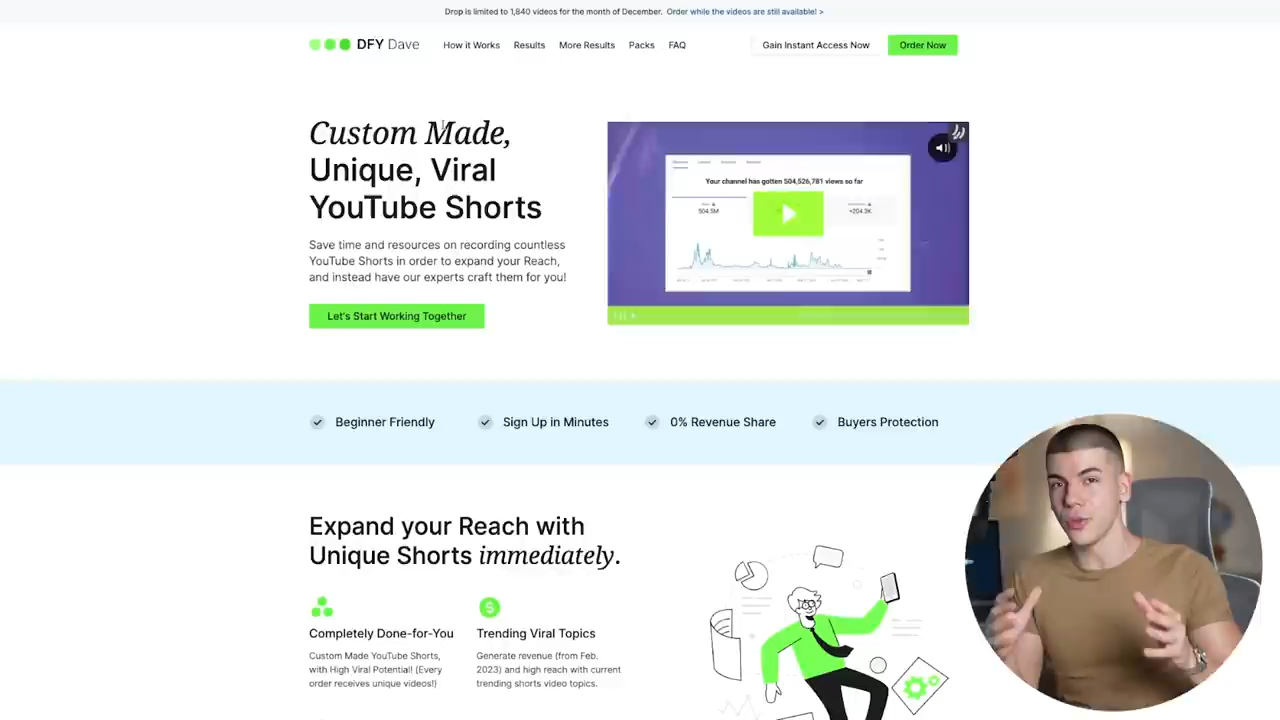 Drop is limited to 1,840 videos for the month of December. Order while the videos are still available! >
DFY Dave
How it Works
Results
More Results
Packs
FAQ
Gain Instant Access Now
Order Now
Custom Made,
Unique, Viral
YouTube Shorts
Save time and resources on recording countless
YouTube Shorts in order to expand your Reach,
and instead have our experts craft them for you!
Let's Start Working Together
Your channel has gotten 504,526,781 views so far
504.5M
+204.3K
Beginner Friendly
Sign Up in Minutes
0% Revenue Share
Buyers Protection
Expand your Reach with
Unique Shorts immediately.
Completely Done-for-You
Custom Made YouTube Shorts,
with High Viral Potential! (Every
order receives unique videos!)
Trending Viral Topics
Generate revenue (from Feb.
2023) and high reach with current
trending shorts video topics.